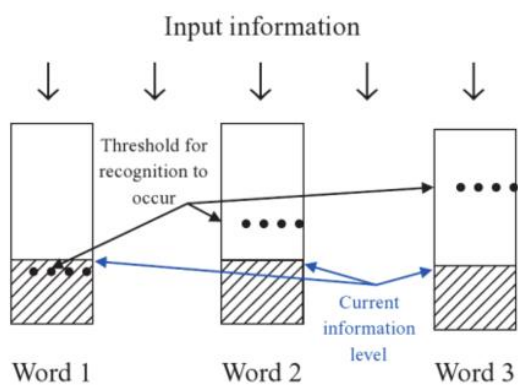 Input information
Threshold for
recognition to
occur
Current
information
level
Word 1
Word 2
Word 3